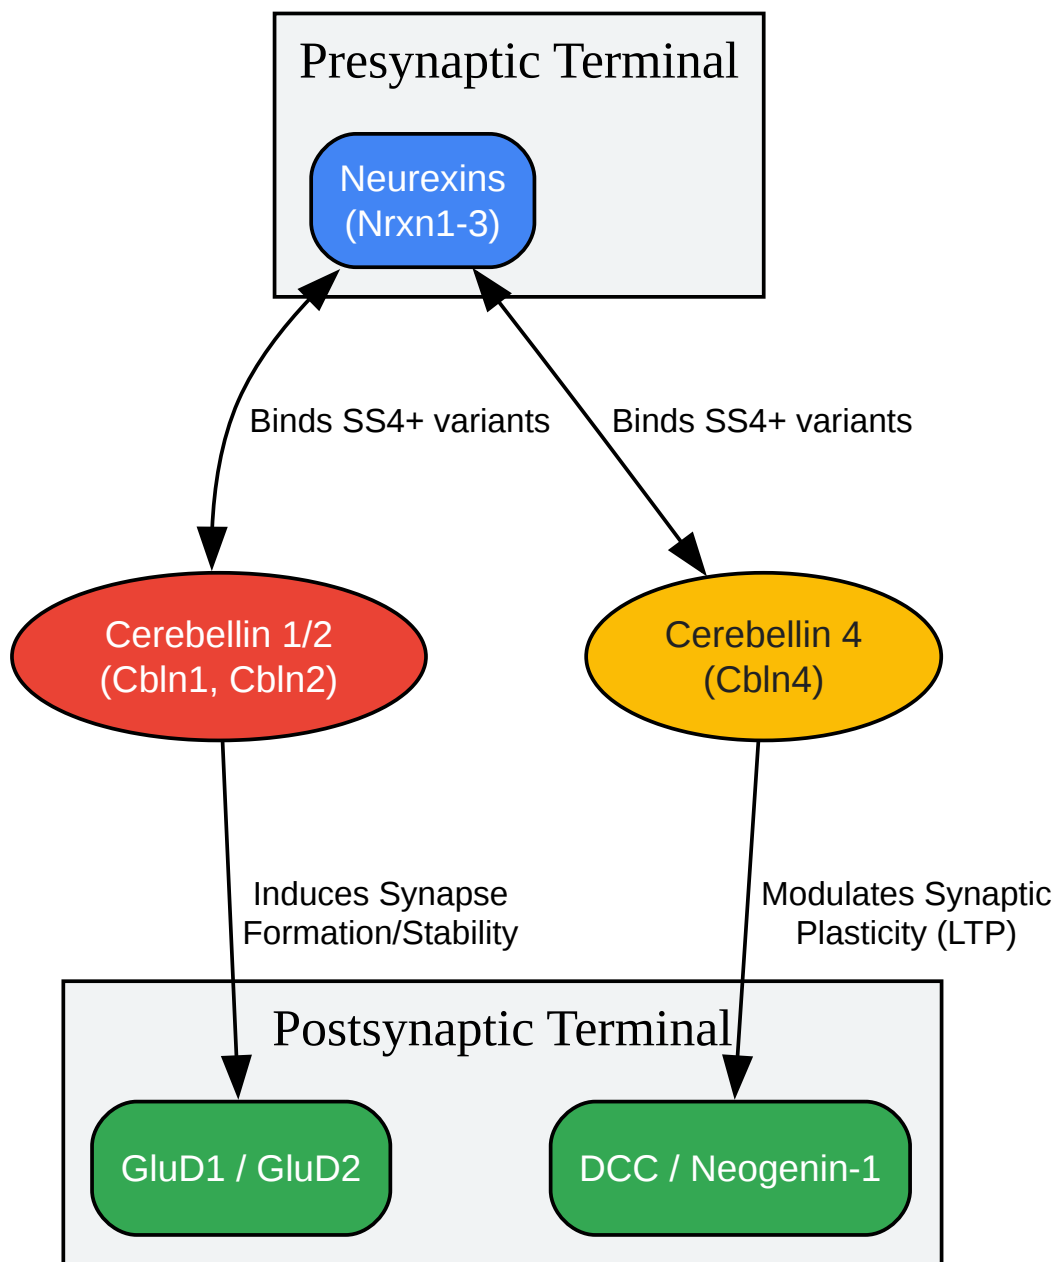 Presynaptic Terminal
Neurexins
(Nrxn1-3)
Binds SS4+ variants
Binds SS4+ variants
Cerebellin 1/2
(Cbln1, Cbln2)
Cerebellin 4
(Cbln4)
Induces Synapse
Formation/Stability
Modulates Synaptic
Plasticity (LTP)
Postsynaptic Terminal
GluD1 / GluD2
DCC / Neogenin-1